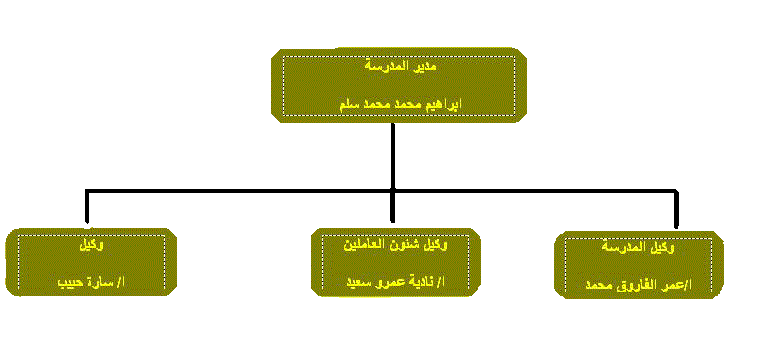 مدير المدرسة
ابراهيم محمد محمد سلم
وكيل المدرسة
ا/عمر الفاروق محمد
وكيل شئون العاملين
ا/ نادية عمرو سعيد
وكيل
ا/ سارة حبيب